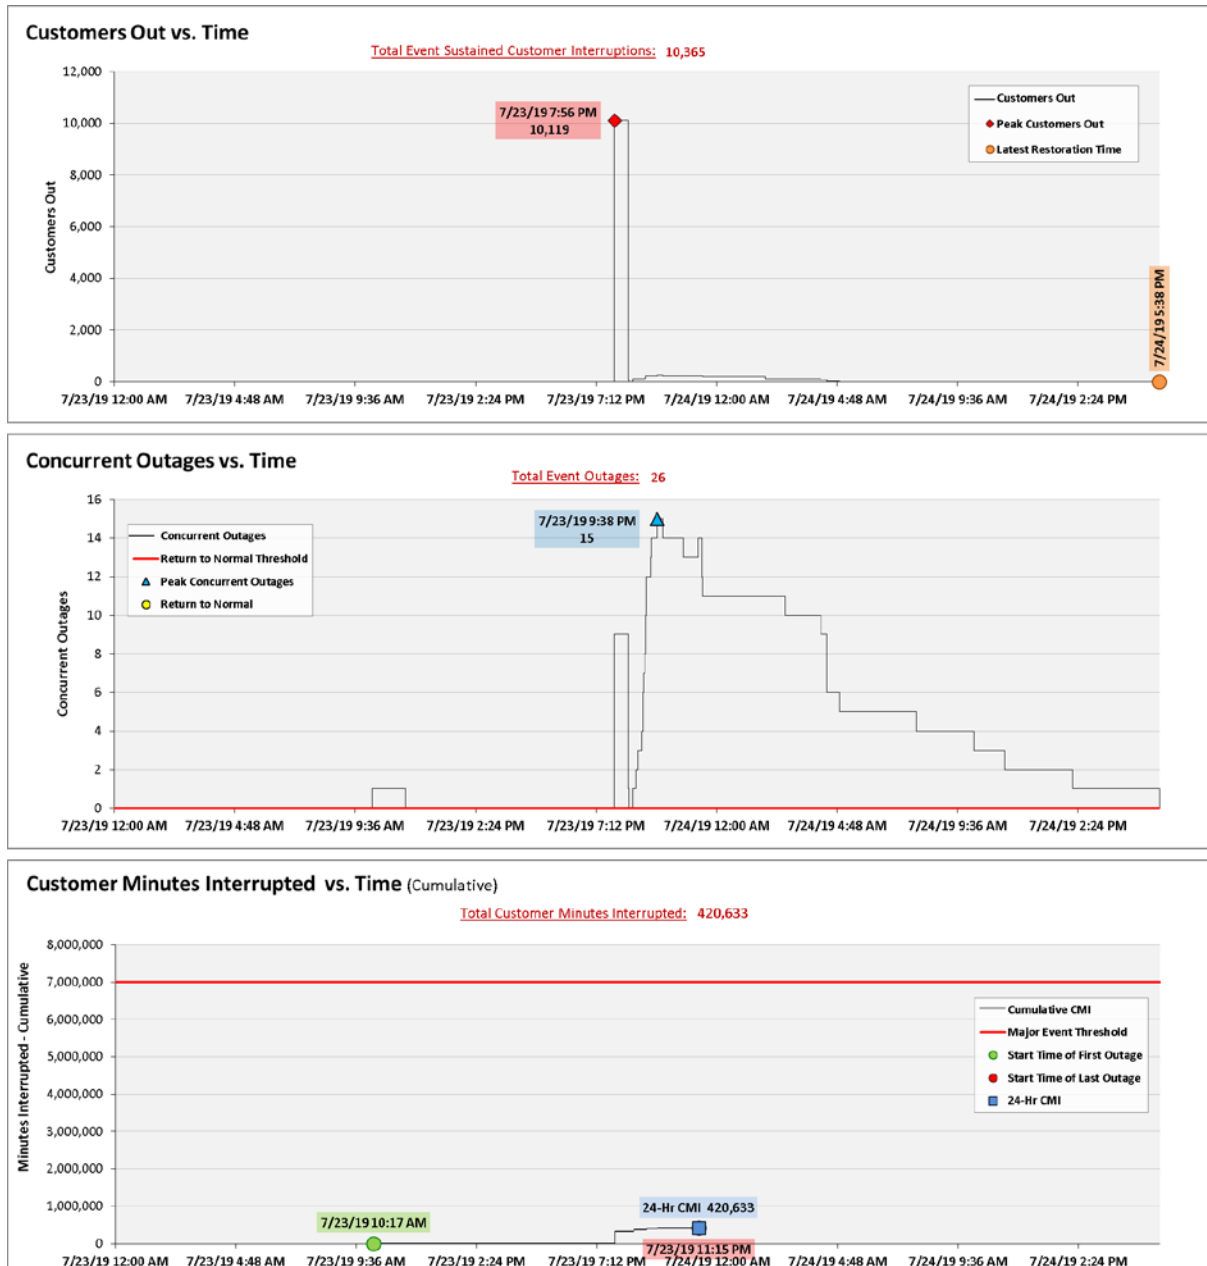 Customers Out vs. Time
Total Event Sustained Customer Interruptions: 10,365
12,000
10,000
8,000
6,000
4,000
2,000
0
Customers Out
7/23/19 7:56 PM
10,119
Customers Out
Peak Customers Out
Latest Restoration Time
7/24/19 5:38 PM
7/23/19 12:00 AM 7/23/19 4:48 AM 7/23/19 9:36 AM 7/23/19 2:24 PM 7/23/19 7:12 PM 7/24/19 12:00 AM 7/24/19 4:48 AM 7/24/19 9:36 AM 7/24/19 2:24 PM
Concurrent Outages vs. Time
Total Event Outages: 26
16
14
12
10
8
6
4
2
0
Concurrent Outages
Concurrent Outages
Return to Normal Threshold
Peak Concurrent Outages
Return to Normal
7/23/19 9:38 PM
15
7/23/19 12:00 AM 7/23/19 4:48 AM 7/23/19 9:36 AM 7/23/19 2:24 PM 7/23/19 7:12 PM 7/24/19 12:00 AM 7/24/19 4:48 AM 7/24/19 9:36 AM 7/24/19 2:24 PM
Customer Minutes Interrupted vs. Time (Cumulative)
Total Customer Minutes Interrupted: 420,633
8,000,000
7,000,000
6,000,000
5,000,000
4,000,000
3,000,000
2,000,000
1,000,000
0
Minutes Interrupted - Cumulative
Cumulative CMI
Major Event Threshold
Start Time of First Outage
Start Time of Last Outage
24-Hr CMI
7/23/19 10:17 AM
24-Hr CMI 420,633
7/23/19 11:15 PM
7/23/19 12:00 AM 7/23/19 4:48 AM 7/23/19 9:36 AM 7/23/19 2:24 PM 7/23/19 7:12 PM 7/24/19 12:00 AM 7/24/19 4:48 AM 7/24/19 9:36 AM 7/24/19 2:24 PM